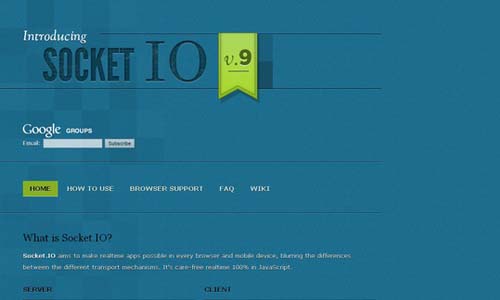 Introducing
SOCKET IO v.9
Google GROUPS
Email: Subscribe
HOME HOW TO USE BROWSER SUPPORT FAQ WIKI
What is Socket.IO?
Socket.IO aims to make realtime apps possible in every browser and mobile device, blurring the differences
between the different transport mechanisms. It's care-free realtime 100% in JavaScript.
SERVER CLIENT